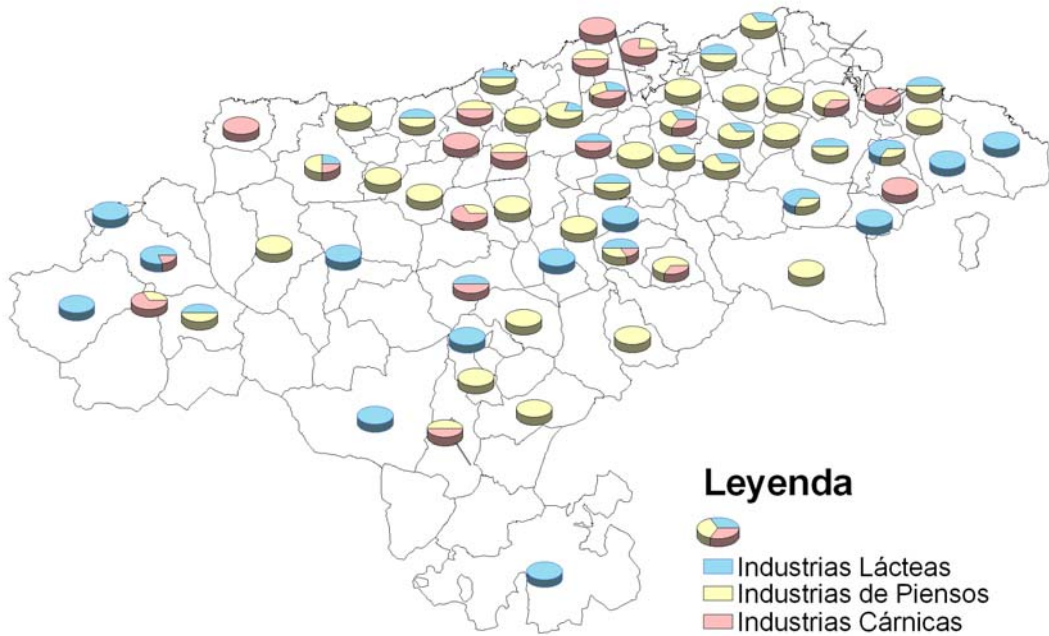 Leyenda
Industrias Lácteas
Industrias de Piensos
Industrias Cárnicas